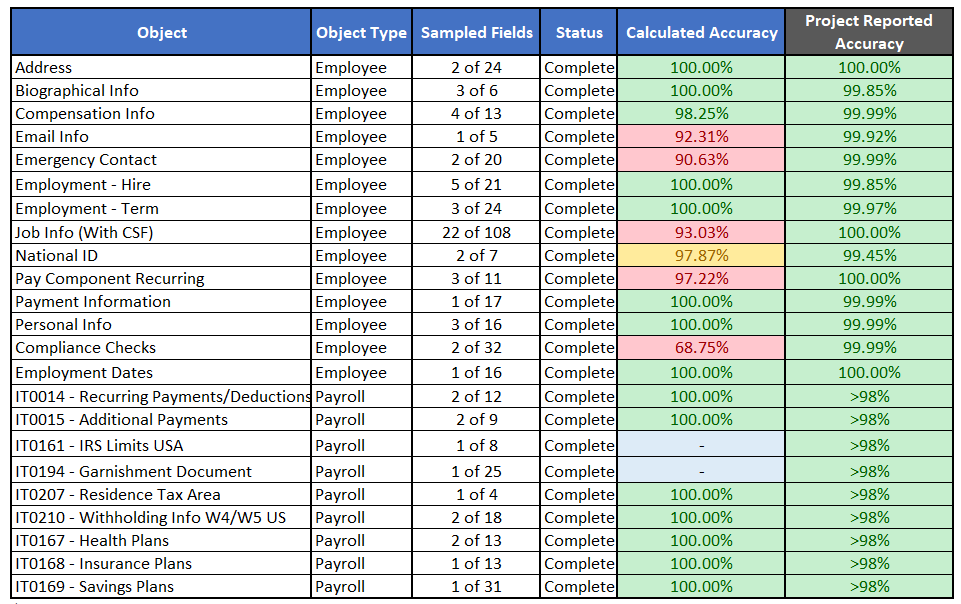 Object Object Type Sampled Fields Status Calculated Accuracy Project Reported Accuracy
Address Employee 2 of 24 Complete 100.00% 100.00%
Biographical Info Employee 3 of 6 Complete 100.00% 99.85%
Compensation Info Employee 4 of 13 Complete 98.25% 99.99%
Email Info Employee 1 of 5 Complete 92.31% 99.92%
Emergency Contact Employee 2 of 20 Complete 90.63% 99.99%
Employment - Hire Employee 5 of 21 Complete 100.00% 99.85%
Employment - Term Employee 3 of 24 Complete 100.00% 99.97%
Job Info (With CSF) Employee 22 of 108 Complete 93.03% 100.00%
National ID Employee 2 of 7 Complete 97.87% 99.45%
Pay Component Recurring Employee 3 of 11 Complete 97.22% 100.00%
Payment Information Employee 1 of 17 Complete 100.00% 99.99%
Personal Info Employee 3 of 16 Complete 100.00% 99.99%
Compliance Checks Employee 2 of 32 Complete 68.75% 99.99%
Employment Dates Employee 1 of 16 Complete 100.00% 100.00%
IT0014 - Recurring Payments/Deductions Payroll 2 of 12 Complete 100.00% >98%
IT0015 - Additional Payments Payroll 2 of 9 Complete 100.00% >98%
IT0161 - IRS Limits USA Payroll 1 of 8 Complete - >98%
IT0194 - Garnishment Document Payroll 1 of 25 Complete - >98%
IT0207 - Residence Tax Area Payroll 1 of 4 Complete 100.00% >98%
IT0210 - Withholding Info W4/W5 US Payroll 2 of 18 Complete 100.00% >98%
IT0167 - Health Plans Payroll 2 of 13 Complete 100.00% >98%
IT0168 - Insurance Plans Payroll 1 of 13 Complete 100.00% >98%
IT0169 - Savings Plans Payroll 1 of 31 Complete 100.00% >98%